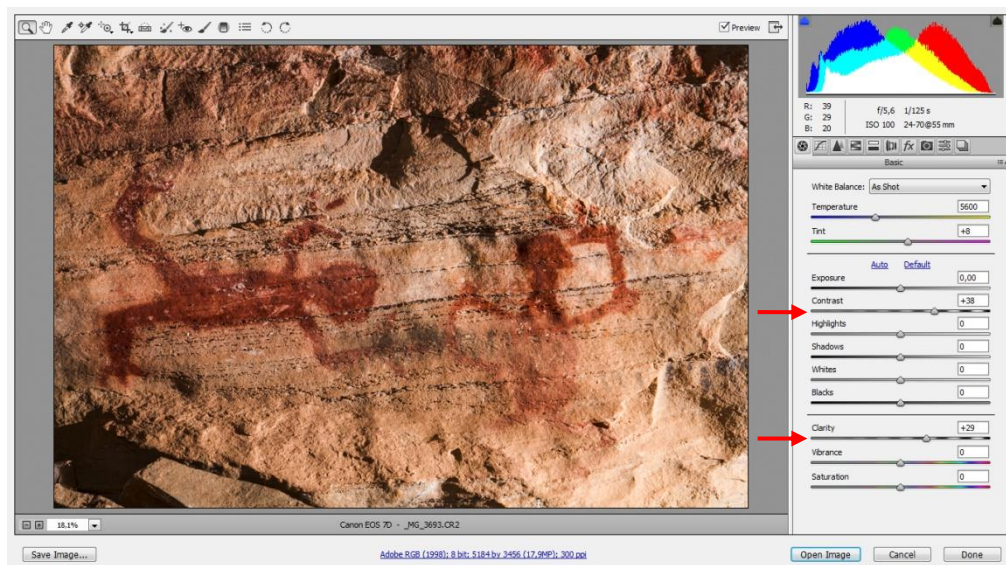 Preview
R: 39
G: 29
B: 20
f/5,6 1/125 s
ISO 100 24-70@55 mm
fx
Basic
White Balance: As Shot
Temperature 5600
Tint +8
Auto Default
Exposure 0,00
Contrast +38
Highlights 0
Shadows 0
Whites 0
Blacks 0
Clarity +29
Vibrance 0
Saturation 0
18.1% Canon EOS 7D - _MG_3693.CR2
Save Image... Adobe RGB (1998); 8 bit; 5184 by 3456 (17,9MP); 300 ppi Open Image Cancel Done